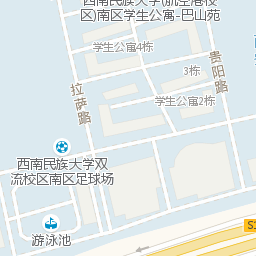 西南民族大学(航空港校
区)南区学生公寓-巴山苑
学生公寓4栋
贵阳路
3栋
拉萨路
学生公寓2栋
西南民族大学双
流校区南区足球场
游泳池